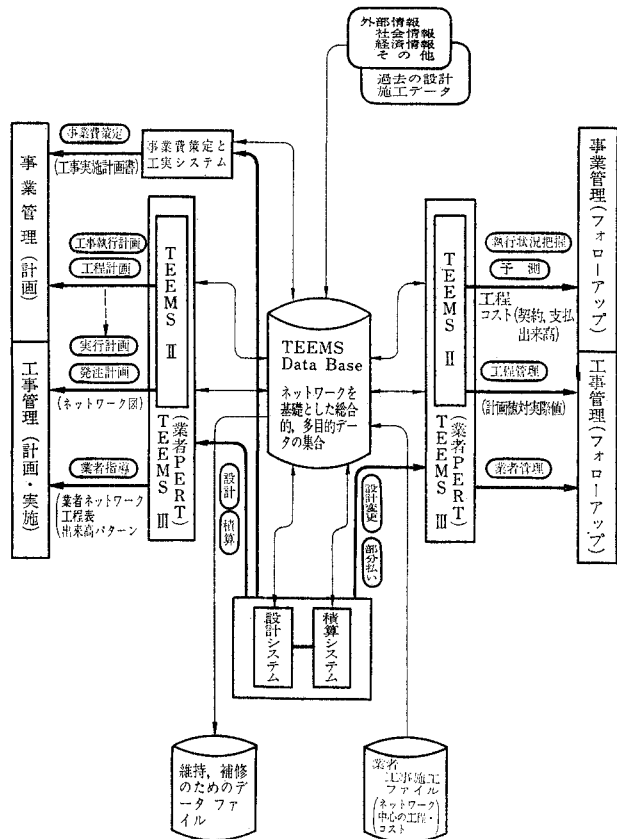 外部情報
社会情報
経済情報
その他
過去の設計
施工データ
事業管理(計画)
工事管理(計画・実施)
事業費策定
(工事実施計画書)
事業費策定と
工実システム
工事執行計画
工程計画
実行計画
発注計画
(ネットワーク図)
業者指導
(業者ネットワーク
工程表
出来高パターン)
TEEMS Ⅱ
TEEMS Ⅲ
(業者PERT)
TEEMS
Data Base
ネットワークを
基礎とした総合
的,多目的デー
タの集合
設計
積算
設計変更
部分払い
設計システム
積算システム
TEEMS Ⅱ
TEEMS Ⅲ
(業者PERT)
執行状況把握
予測
工程
コスト(契約,支払
出来高)
工程管理
(計画値対実際値)
業者管理
事業管理(フォローアップ)
工事管理(フォローアップ)
維持,補修
のためのデ
ータ ファ
イル
業者
工事施工
ファイル
(ネットワーク
中心の工程・
コスト)